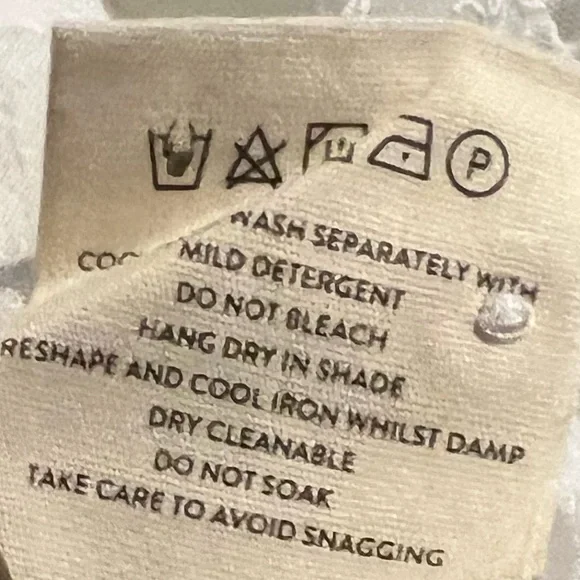 P
WASH SEPARATELY WITH
MILD DETERGENT
DO NOT BLEACH
HANG DRY IN SHADE
RESHAPE AND COOL IRON WHILST DAMP
DRY CLEANABLE
DO NOT SOAK
TAKE CARE TO AVOID SNAGGING